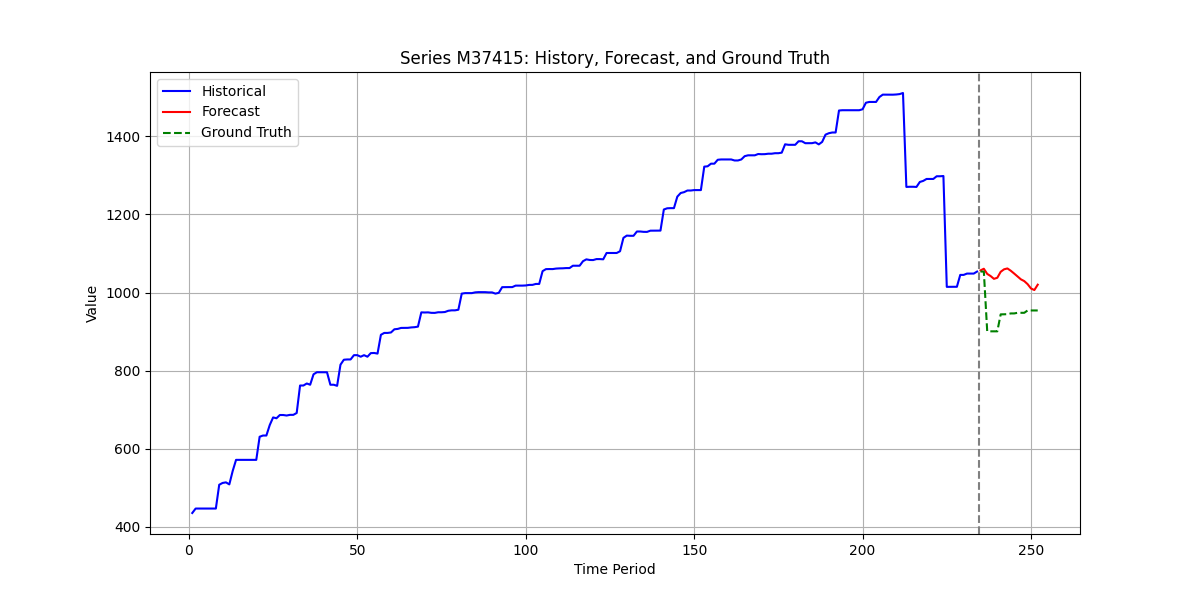 Series M37415: History, Forecast, and Ground Truth
Historical
Forecast
Ground Truth
1400
1200
1000
800
600
400
Value
0 50 100 150 200 250
Time Period